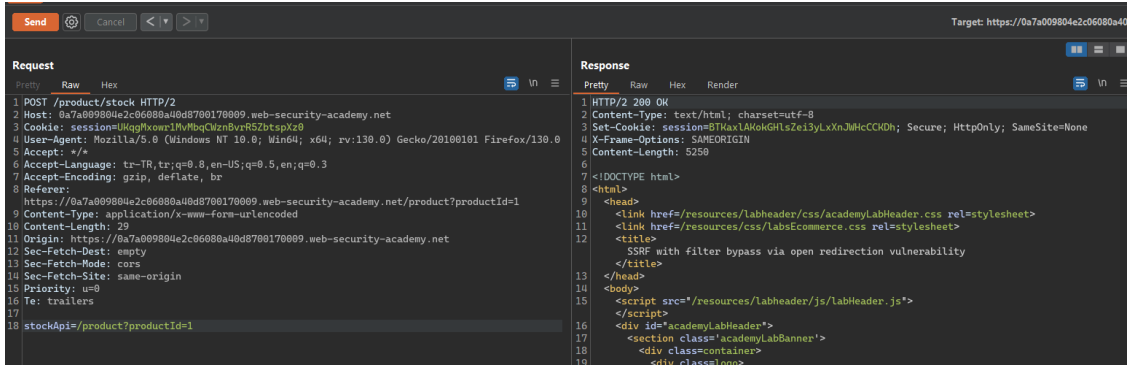 Send
Cancel
Target: https://0a7a009804e2c06080a40
Request
Pretty Raw Hex
\n
1 POST /product/stock HTTP/2
2 Host: 0a7a009804e2c06080a40d8700170009.web-security-academy.net
3 Cookie: session=UKqgMxowr1MvMbqCWznBvrR5ZbtspXz0
4 User-Agent: Mozilla/5.0 (Windows NT 10.0; Win64; x64; rv:130.0) Gecko/20100101 Firefox/130.0
5 Accept: */*
6 Accept-Language: tr-TR,tr;q=0.8,en-US;q=0.5,en;q=0.3
7 Accept-Encoding: gzip, deflate, br
8 Referer:
https://0a7a009804e2c06080a40d8700170009.web-security-academy.net/product?productId=1
9 Content-Type: application/x-www-form-urlencoded
10 Content-Length: 29
11 Origin: https://0a7a009804e2c06080a40d8700170009.web-security-academy.net
12 Sec-Fetch-Dest: empty
13 Sec-Fetch-Mode: cors
14 Sec-Fetch-Site: same-origin
15 Priority: u=0
16 Te: trailers
17
18 stockApi=/product?productId=1
Response
Pretty Raw Hex Render
\n
1 HTTP/2 200 OK
2 Content-Type: text/html; charset=utf-8
3 Set-Cookie: session=BTKaxlAKokGHlsZei3yLxXnJWHcCCKDh; Secure; HttpOnly; SameSite=None
4 X-Frame-Options: SAMEORIGIN
5 Content-Length: 5250
6
7 <!DOCTYPE html>
8 <html>
9 <head>
10 <link href=/resources/labheader/css/academyLabHeader.css rel=stylesheet>
11 <link href=/resources/css/labsEcommerce.css rel=stylesheet>
12 <title>
SSRF with filter bypass via open redirection vulnerability
</title>
13 </head>
14 <body>
15 <script src="/resources/labheader/js/labHeader.js">
</script>
16 <div id="academyLabHeader">
17 <section class='academyLabBanner'>
18 <div class=container>
19 <div class=logo>